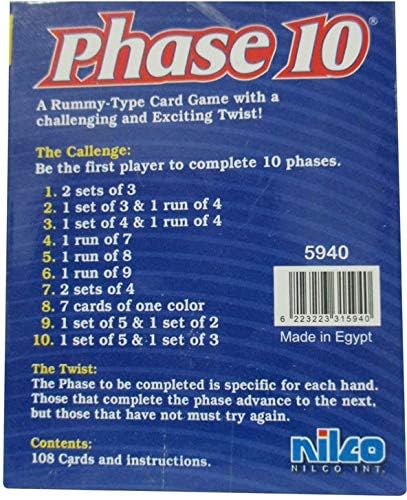 Phase 10®
A Rummy-Type Card Game with a
challenging and Exciting Twist!
The Callenge:
Be the first player to complete 10 phases.
1. 2 sets of 3
2. 1 set of 3 & 1 run of 4
3. 1 set of 4 & 1 run of 4
4. 1 run of 7
5. 1 run of 8
6. 1 run of 9
7. 2 sets of 4
8. 7 cards of one color
9. 1 set of 5 & 1 set of 2
10. 1 set of 5 & 1 set of 3
5940
6 223223 315940
Made in Egypt
The Twist:
The Phase to be completed is specific for each hand.
Those that complete the phase advance to the next,
but those that have not must try again.
Contents:
108 Cards and instructions.
nilco
NILCO INT.